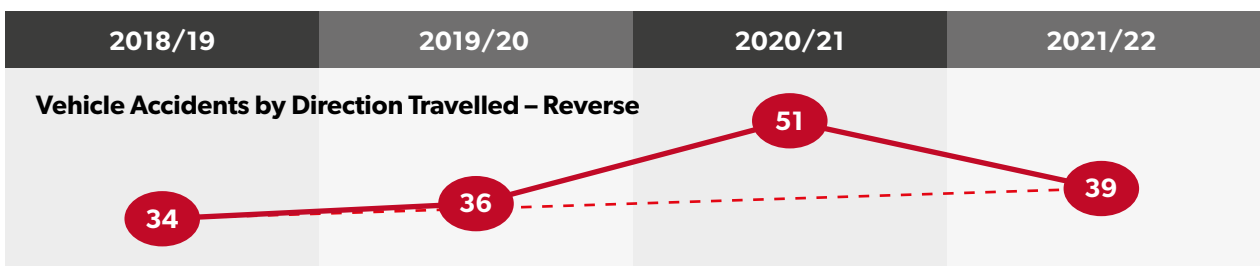 2018/19 2019/20 2020/21 2021/22
Vehicle Accidents by Direction Travelled – Reverse
51
39
36
34